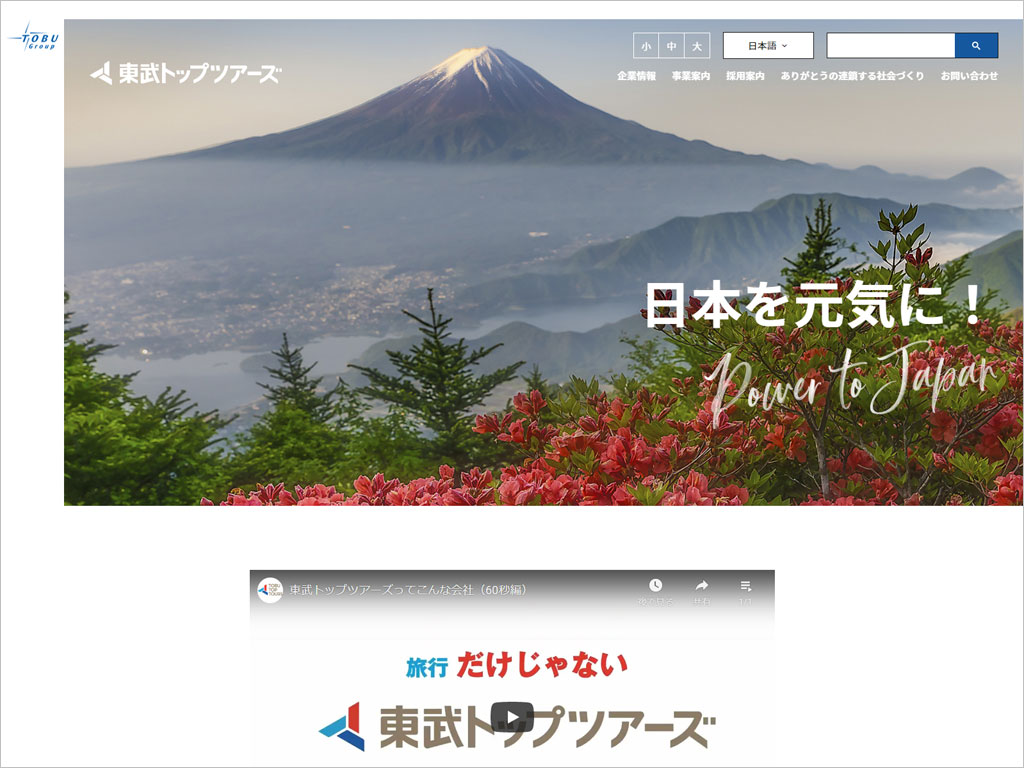 TOBU
Group
東武トップツアーズ
小 中 大
日本語
企業情報 事業案内 採用案内 ありがとうの連鎖する社会づくり お問い合わせ
日本を元気に！
Power to Japan
東武トップツアーズってこんな会社（60秒編）
後で見る 共有 1/1
TOBU
TOP
TOURS
旅行だけじゃない
東武トップツアーズ